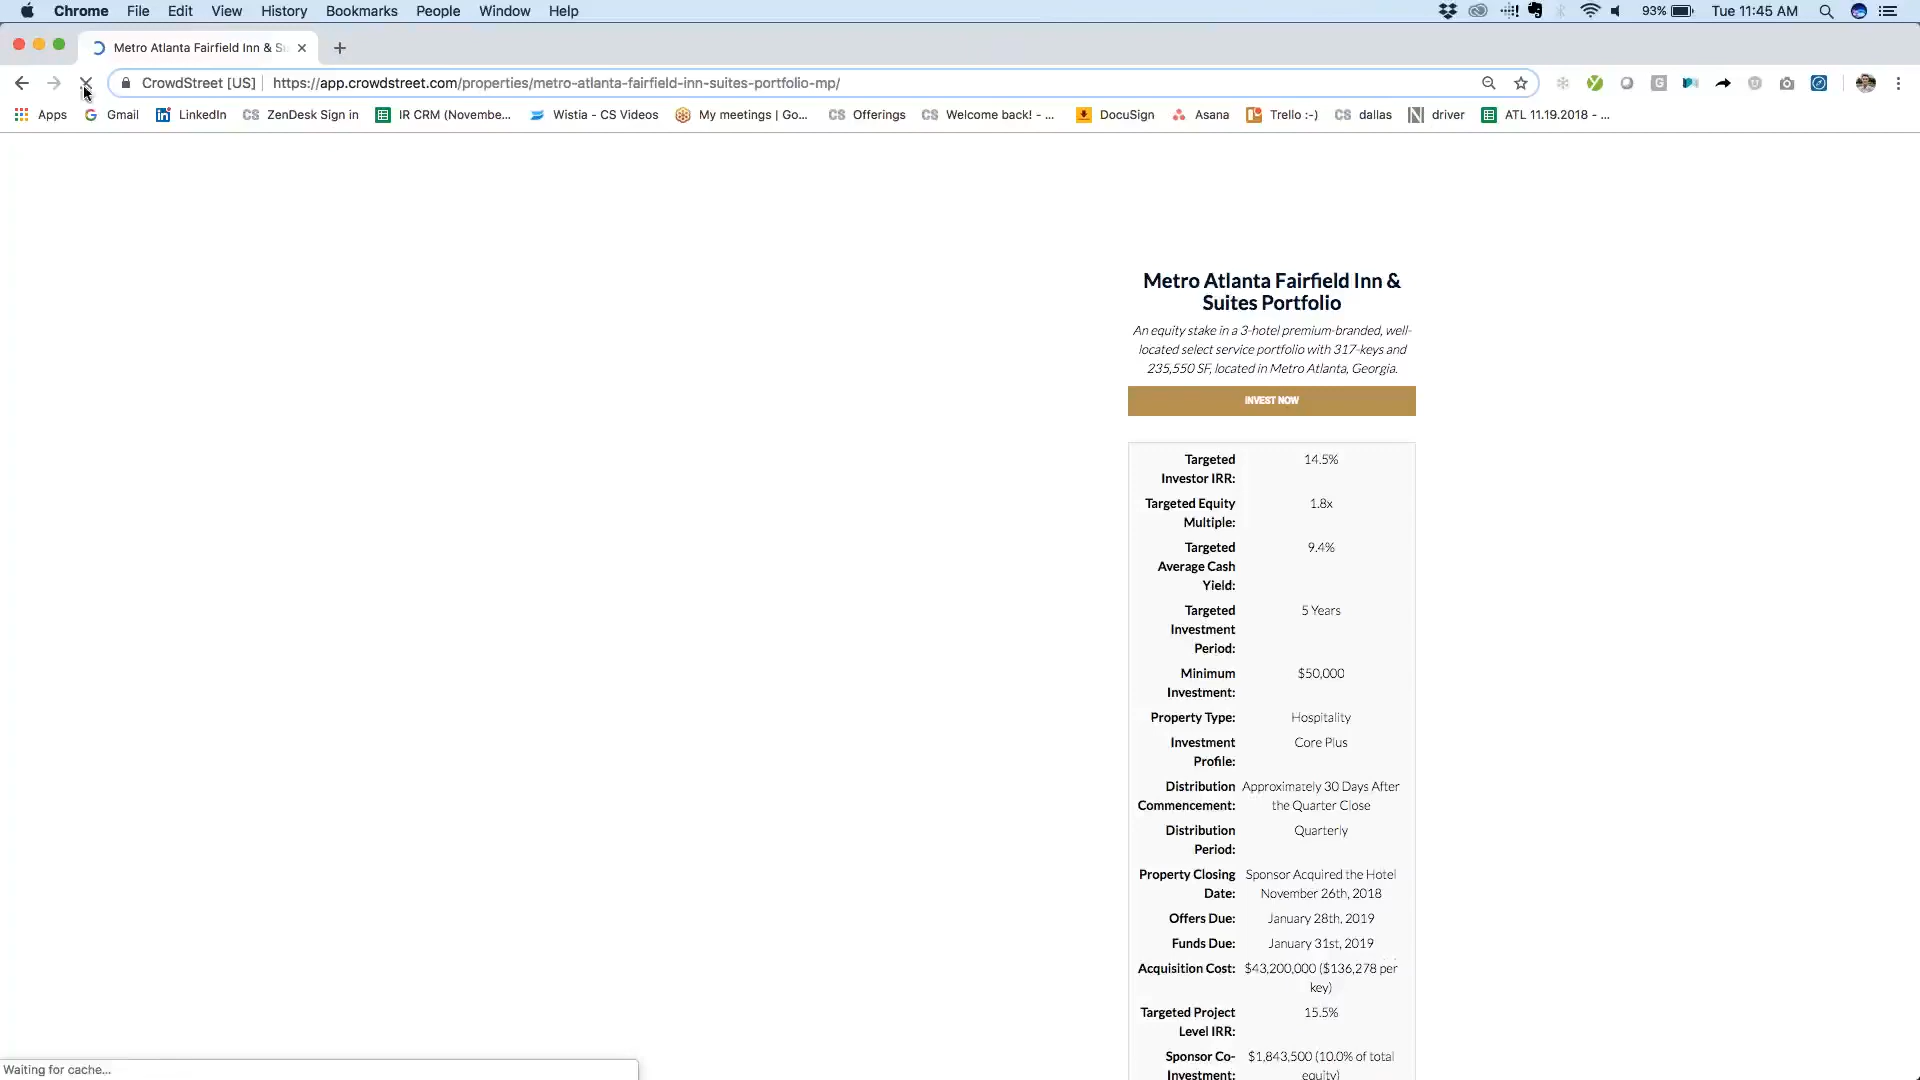 Chrome File Edit View History Bookmarks People Window Help 93% Tue 11:45 AM
Metro Atlanta Fairfield Inn & Su
CrowdStreet [US] https://app.crowdstreet.com/properties/metro-atlanta-fairfield-inn-suites-portfolio-mp/
Apps Gmail LinkedIn CS ZenDesk Sign in IR CRM (Novembe... Wistia - CS Videos My meetings | Go... CS Offerings CS Welcome back! - ... DocuSign Asana Trello :-) CS dallas driver ATL 11.19.2018 - ...
Metro Atlanta Fairfield Inn &
Suites Portfolio
An equity stake in a 3-hotel premium-branded, well-
located select service portfolio with 317-keys and
235,550 SF, located in Metro Atlanta, Georgia.
INVEST NOW
Targeted 14.5%
Investor IRR:
Targeted Equity 1.8x
Multiple:
Targeted 9.4%
Average Cash
Yield:
Targeted 5 Years
Investment
Period:
Minimum $50,000
Investment:
Property Type: Hospitality
Investment Core Plus
Profile:
Distribution Approximately 30 Days After
Commencement: the Quarter Close
Distribution Quarterly
Period:
Property Closing Sponsor Acquired the Hotel
Date: November 26th, 2018
Offers Due: January 28th, 2019
Funds Due: January 31st, 2019
Acquisition Cost: $43,200,000 ($136,278 per
key)
Targeted Project 15.5%
Level IRR:
Sponsor Co- $1,843,500 (10.0% of total
Investment: equity)
Waiting for cache...